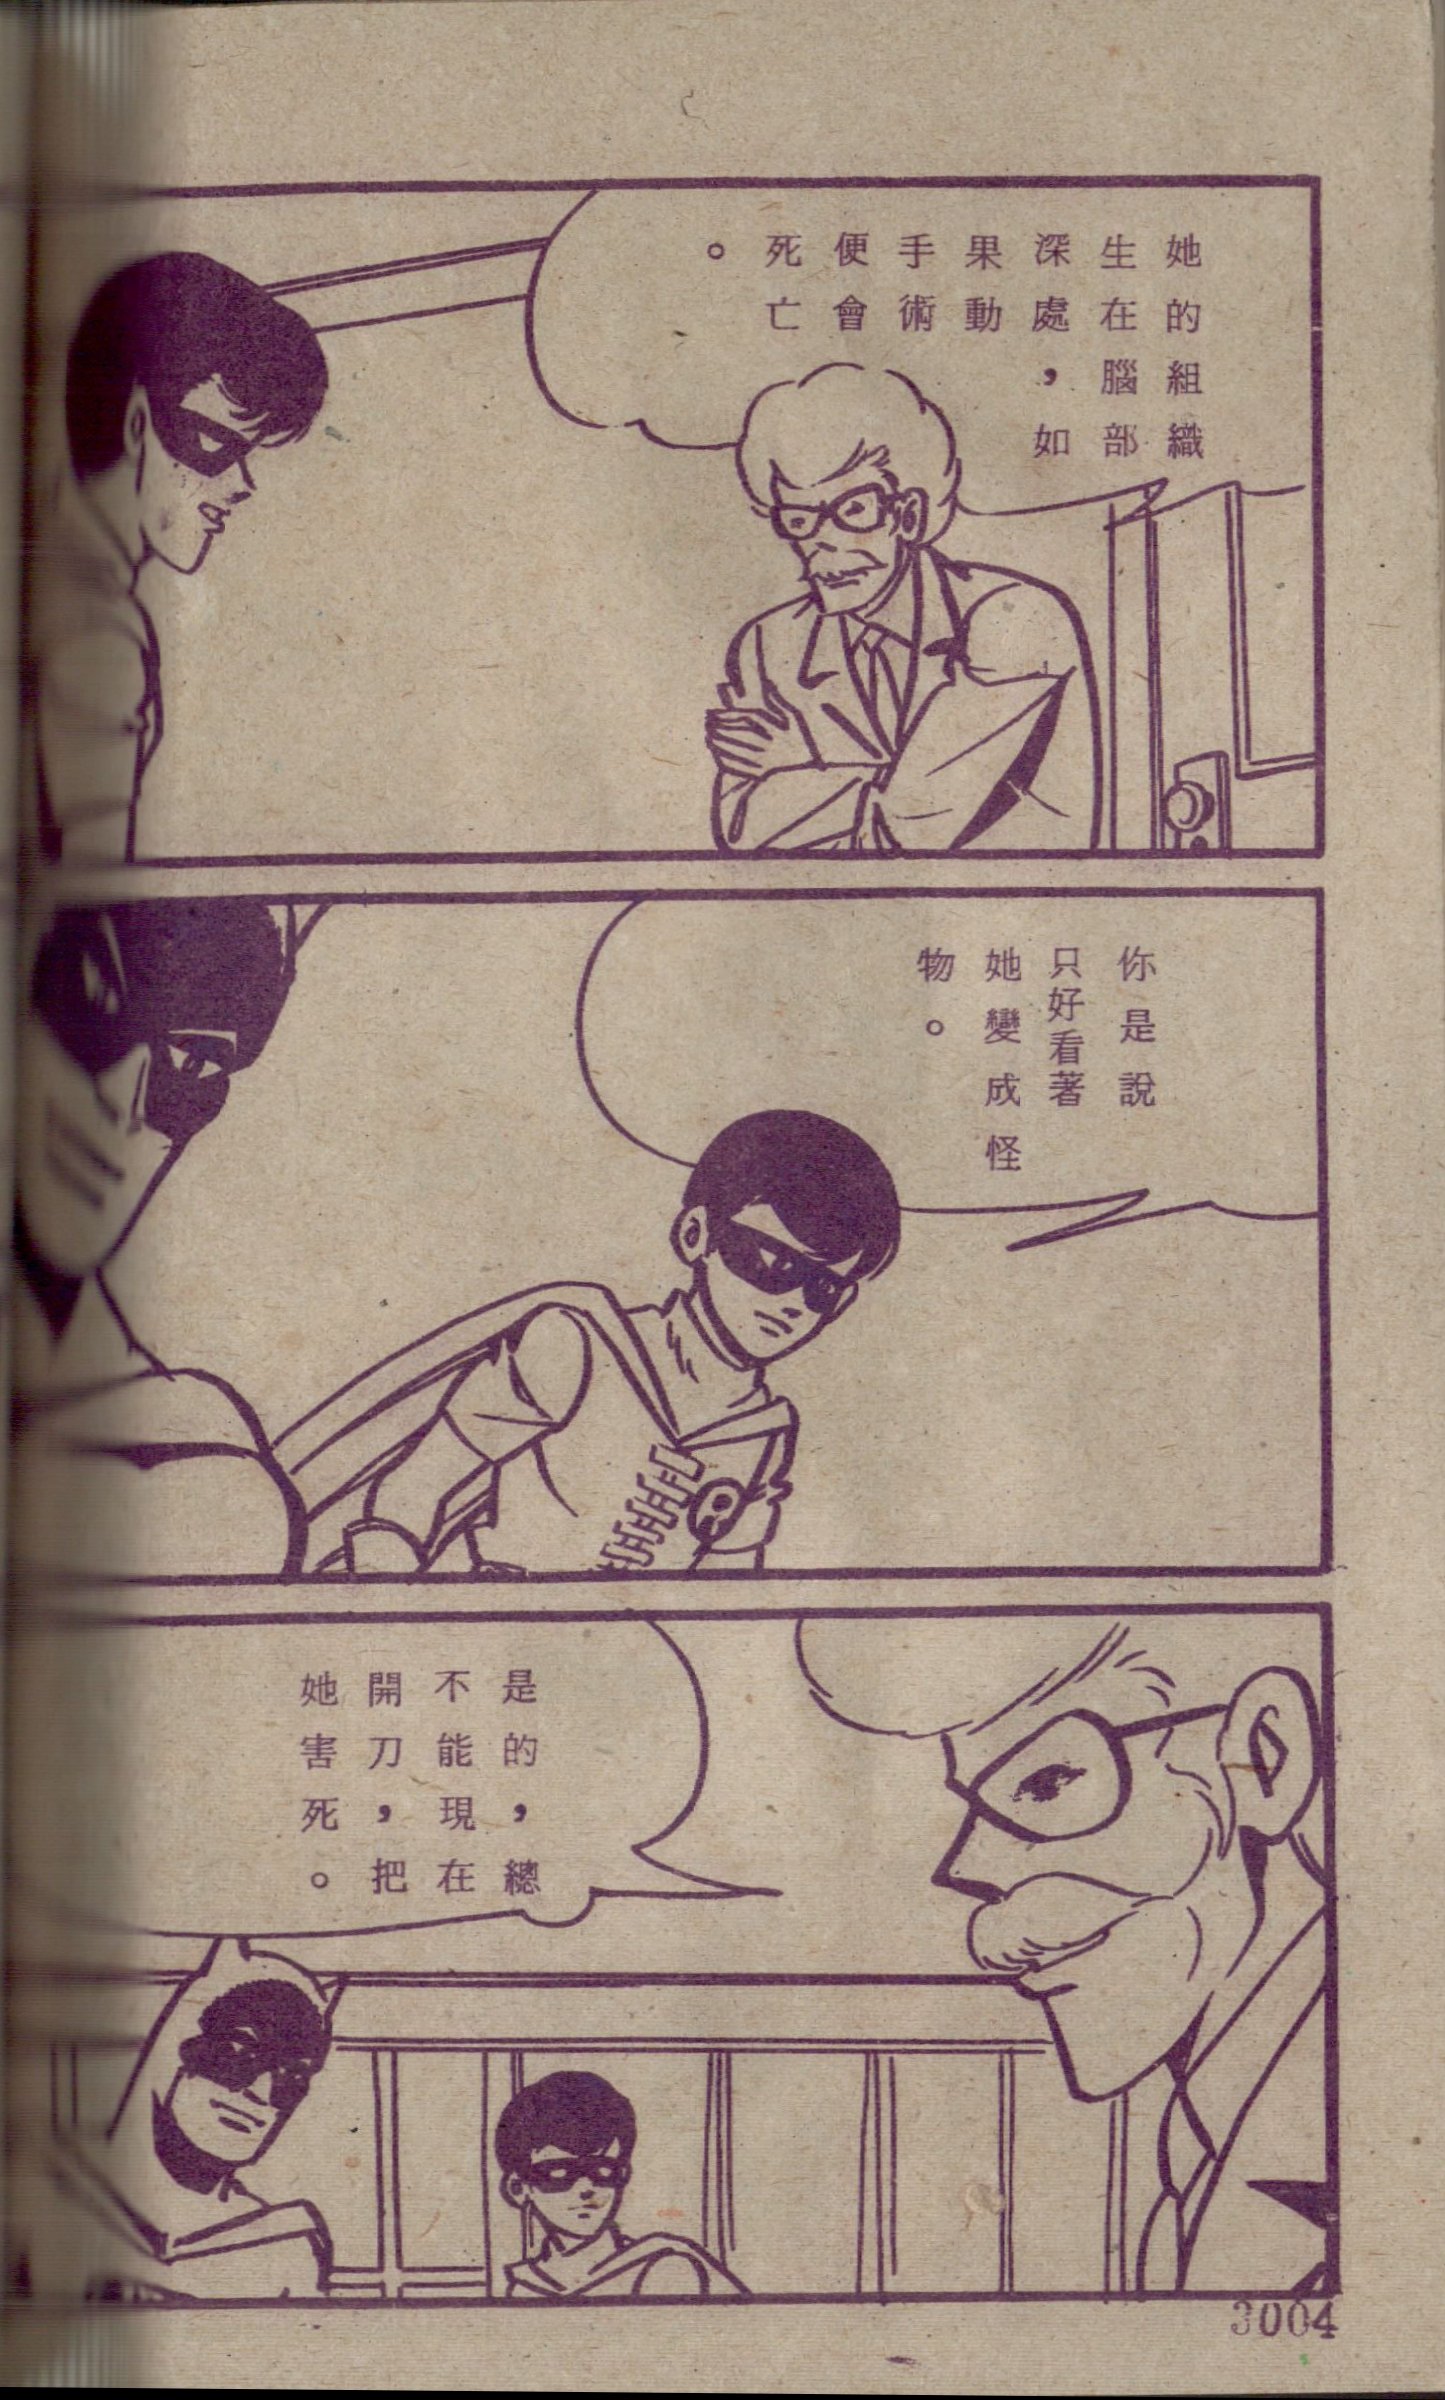 她的組織
生在腦部
深處，如
果動
手術
便會
死亡
。
你是說
只好看著
她變成怪
物。
是的，總
不能現在
開刀，把
她害死。
3004